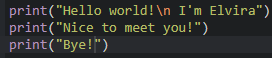 print("Hello world!\n I'm Elvira")
print("Nice to meet you!")
print("Bye!")